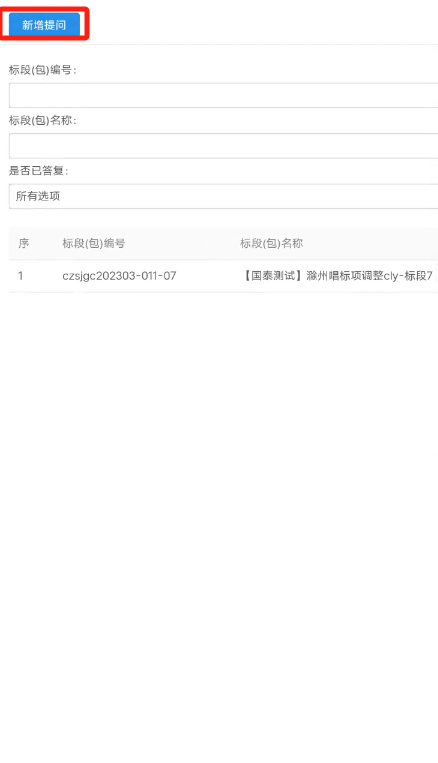 新增提问
标段(包)编号:
标段(包)名称:
是否已答复:
所有选项
序 标段(包)编号 标段(包)名称
1 czsjgc202303-011-07 【国泰测试】滁州唱标项调整cly-标段7